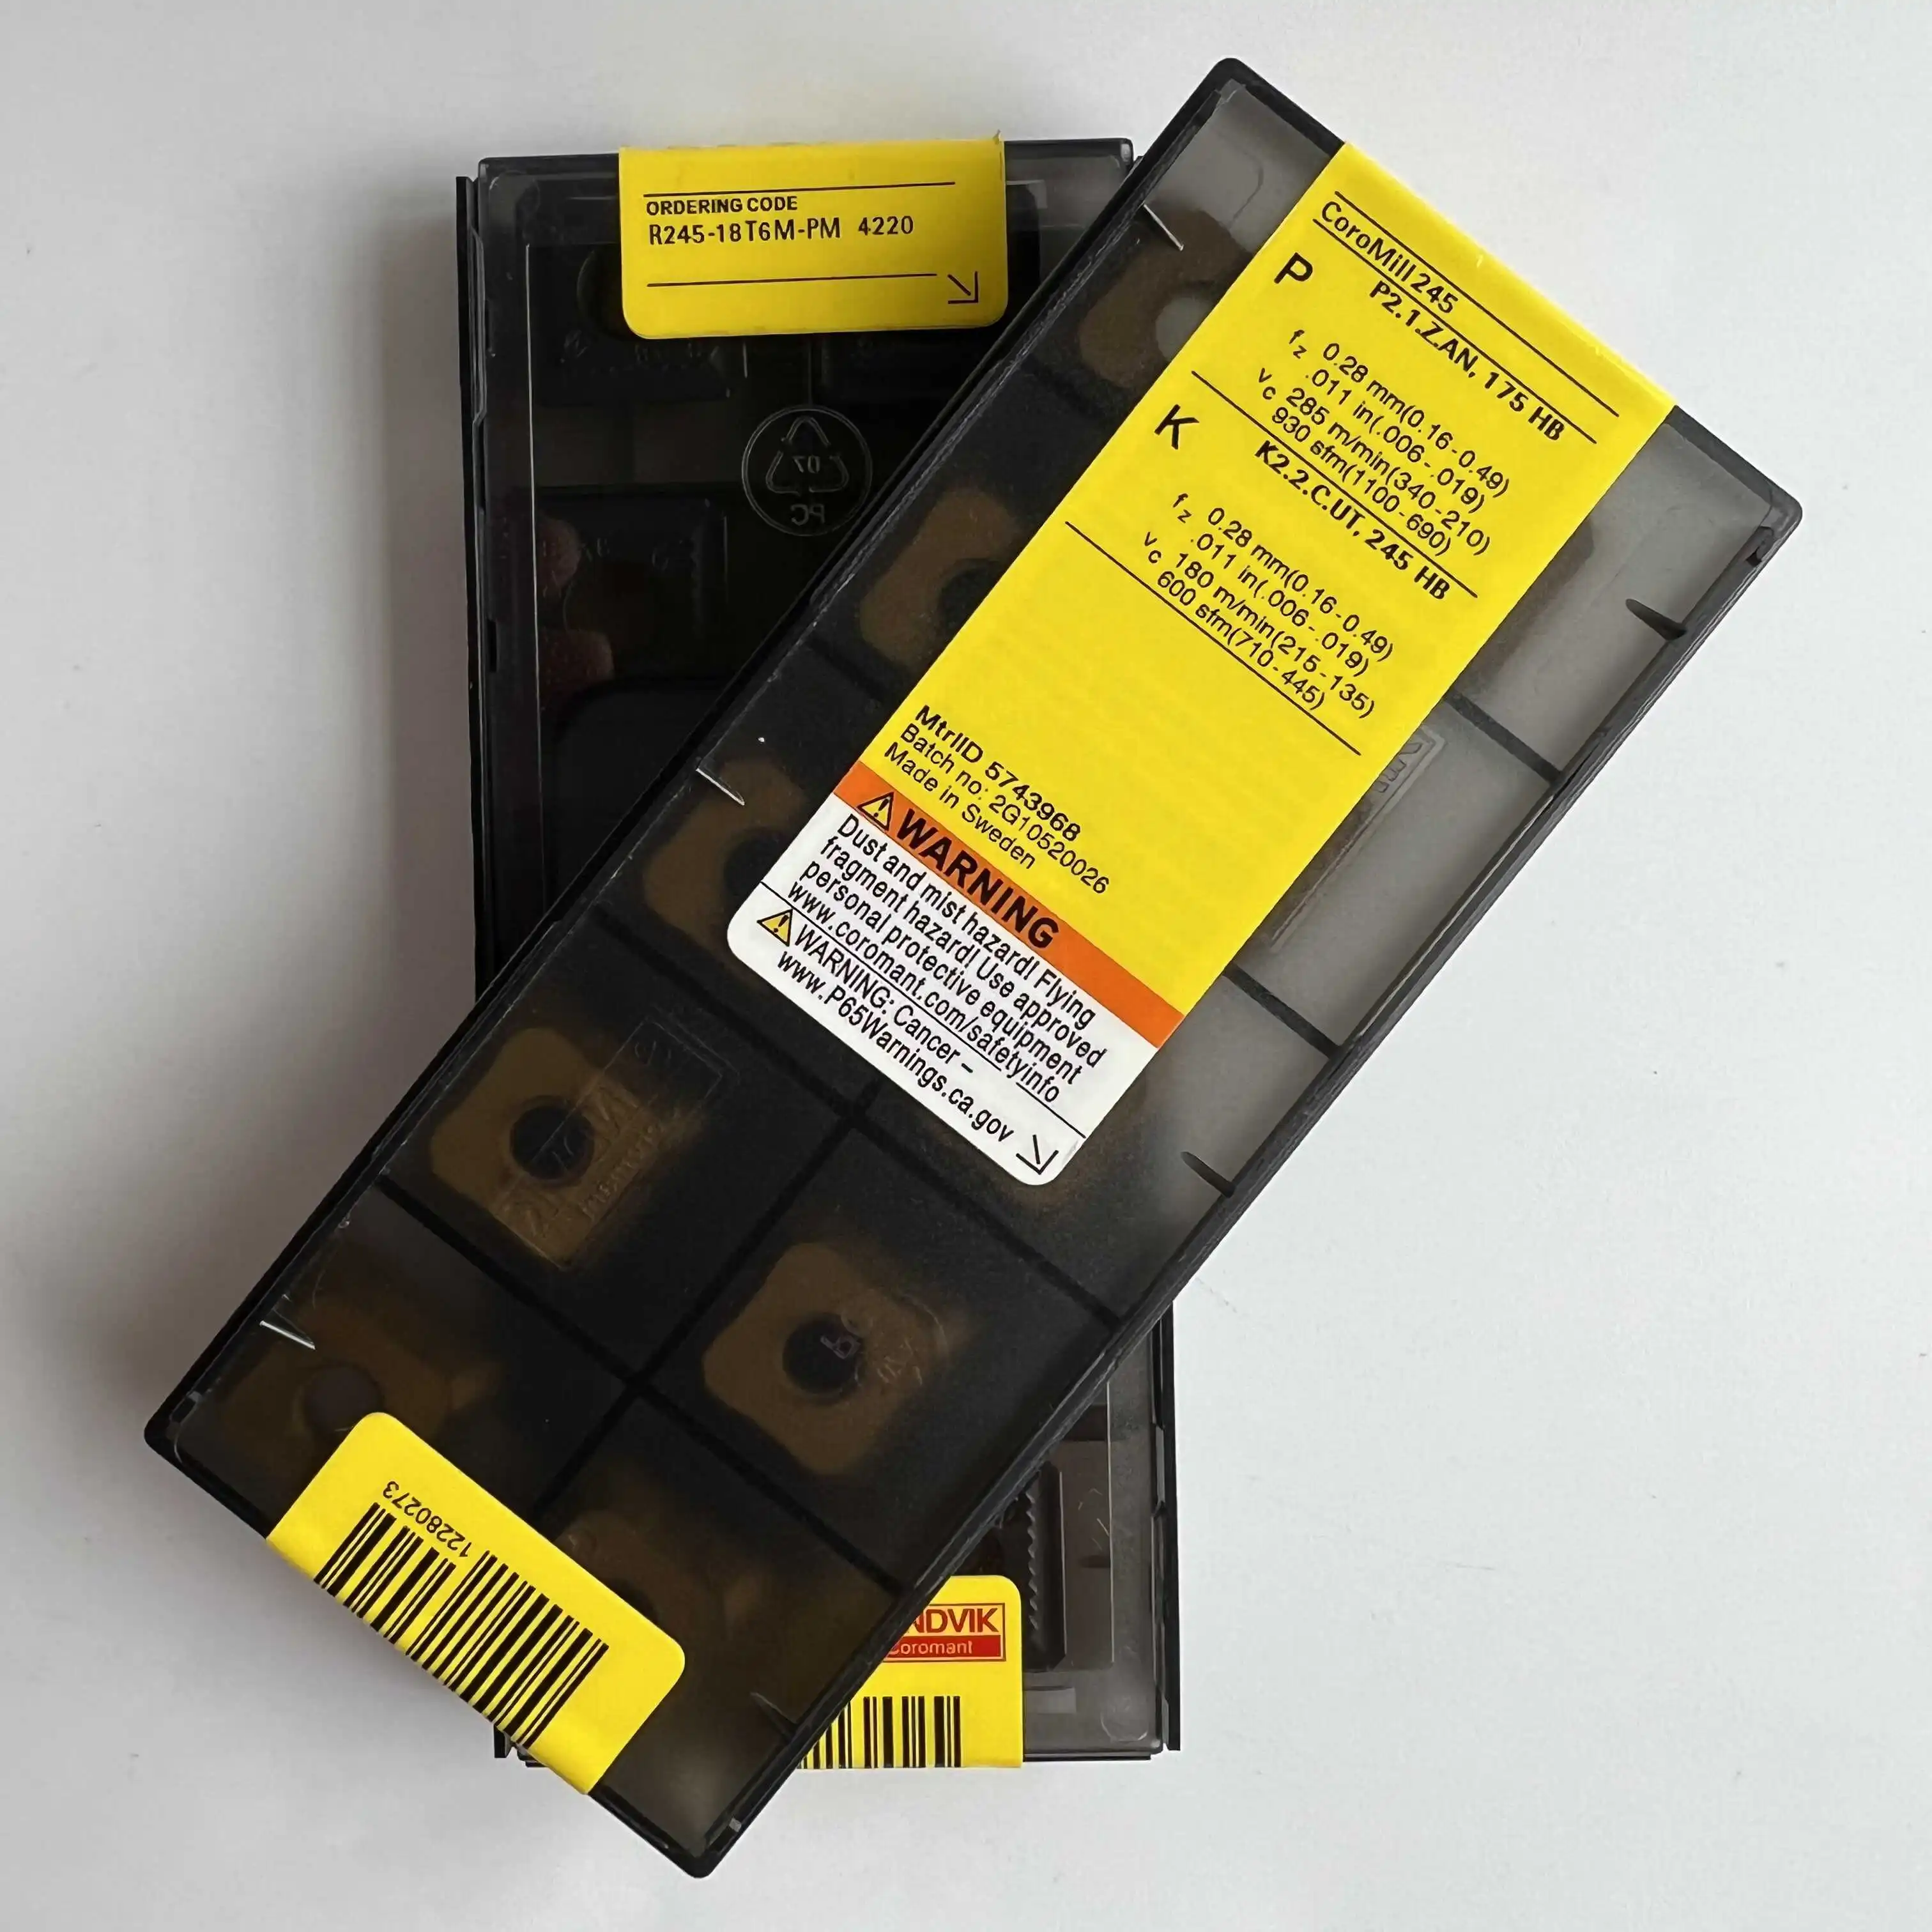 ORDERING CODE
R245-18T6M-PM 4220
07
PC
CoroMill 245
P
P2.1.Z.AN, 175 HB
fz 0.28 mm(0.16-0.49)
.011 in(.006-.019)
vc 285 m/min(340-210)
930 sfm(1100-690)
K
K2.2.C.UT, 245 HB
fz 0.28 mm(0.16-0.49)
.011 in(.006-.019)
vc 180 m/min(215-135)
600 sfm(710-445)
MtrlID 5743968
Batch no: 2G10520026
Made in Sweden
WARNING
Dust and mist hazard! Flying
fragment hazard! Use approved
personal protective equipment
www.coromant.com/safetyinfo
WARNING: Cancer –
www.P65Warnings.ca.gov
12280273
NDVIK
oromant